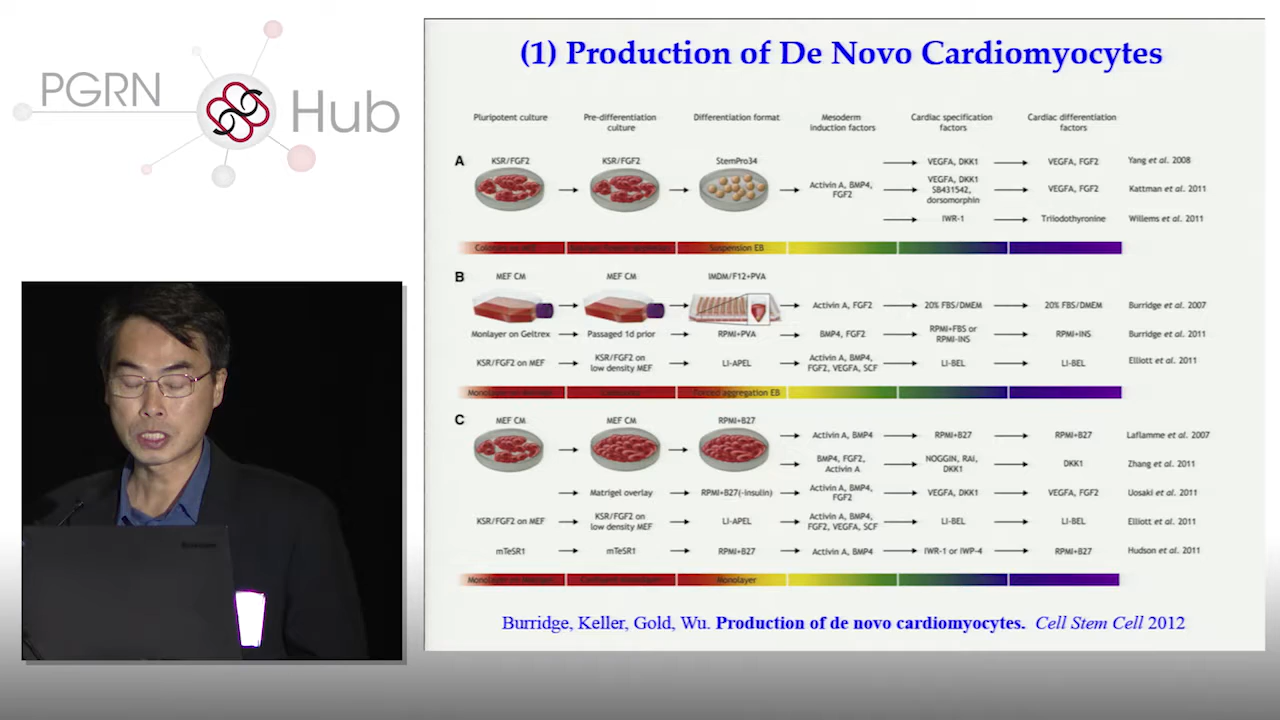 PGRN
Hub
(1) Production of De Novo Cardiomyocytes
Pluripotent culture
Pre-differentiation
culture
Differentiation format
Mesoderm
induction factors
Cardiac specification
factors
Cardiac differentiation
factors
A
KSR/FGF2
KSR/FGF2
StemPro34
Activin A, BMP4,
FGF2
VEGFA, DKK1
VEGFA, FGF2
Yang et al. 2008
VEGFA, DKK1
SB431542,
dorsomorphin
VEGFA, FGF2
Kattman et al. 2011
IWR-1
Triiodothyronine
Willems et al. 2011
Suspension EB
B
MEF CM
MEF CM
IMDM/F12+PVA
Activin A, FGF2
20% FBS/DMEM
20% FBS/DMEM
Burridge et al. 2007
Monlayer on Geltrex
Passaged 1d prior
RPMI+PVA
BMP4, FGF2
RPMI+FBS or
RPMI-INS
RPMI+INS
Burridge et al. 2011
KSR/FGF2 on MEF
KSR/FGF2 on
low density MEF
LI-APEL
Activin A, BMP4,
FGF2, VEGFA, SCF
LI-BEL
LI-BEL
Elliott et al. 2011
Forced aggregation EB
C
MEF CM
MEF CM
RPMI+B27
Activin A, BMP4
RPMI+B27
RPMI+B27
Laflamme et al. 2007
BMP4, FGF2,
Activin A
NOGGIN, RAI,
DKK1
DKK1
Zhang et al. 2011
Matrigel overlay
RPMI+B27(-insulin)
Activin A, BMP4,
FGF2
VEGFA, DKK1
VEGFA, FGF2
Uosaki et al. 2011
KSR/FGF2 on MEF
KSR/FGF2 on
low density MEF
LI-APEL
Activin A, BMP4,
FGF2, VEGFA, SCF
LI-BEL
LI-BEL
Elliott et al. 2011
mTeSR1
mTeSR1
RPMI+B27
Activin A, BMP4
IWR-1 or IWP-4
RPMI+B27
Hudson et al. 2011
Monolayer
Burridge, Keller, Gold, Wu. Production of de novo cardiomyocytes. Cell Stem Cell 2012